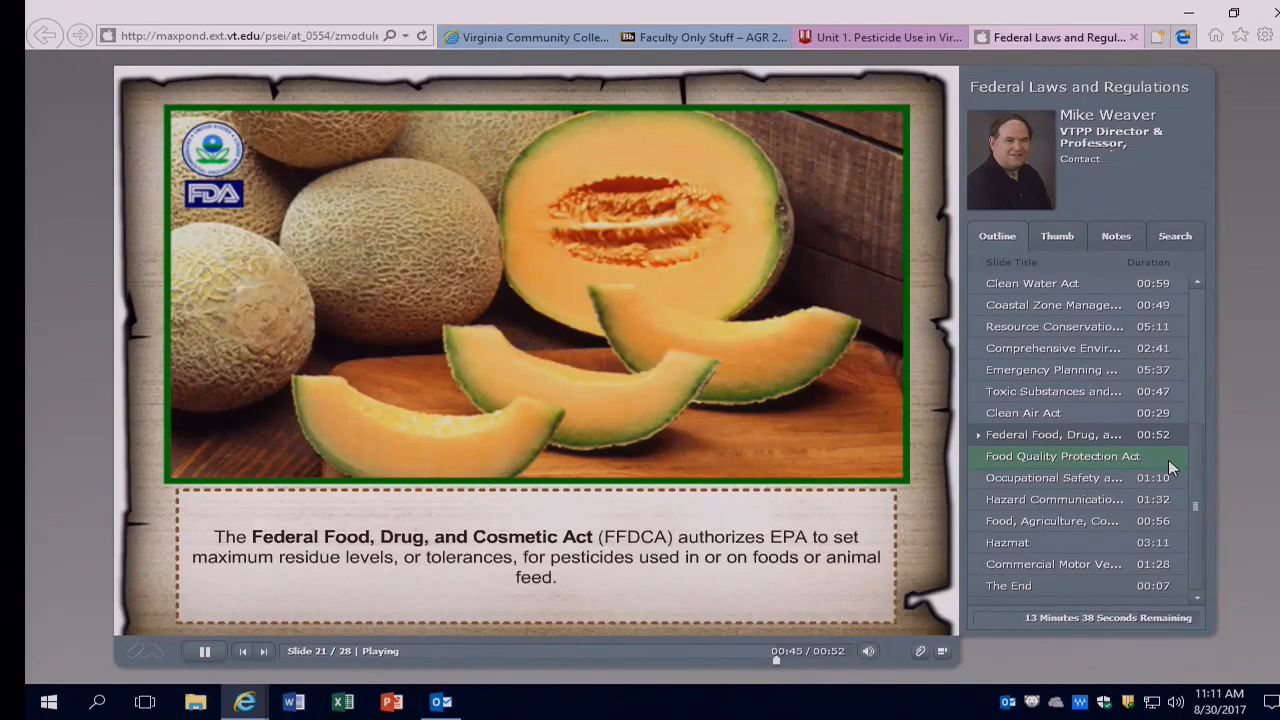 http://maxpond.ext.vt.edu/psei/at_0554/zmodule
Virginia Community Colle...
Bb Faculty Only Stuff – AGR 2...
Unit 1. Pesticide Use in Vir...
Federal Laws and Regul...
FDA
The Federal Food, Drug, and Cosmetic Act (FFDCA) authorizes EPA to set
maximum residue levels, or tolerances, for pesticides used in or on foods or animal
feed.
Slide 21 / 28 | Playing
00:45 / 00:52
Federal Laws and Regulations
Mike Weaver
VTPP Director &
Professor,
Contact
Outline Thumb Notes Search
Slide Title Duration
Clean Water Act 00:59
Coastal Zone Manage... 00:49
Resource Conservatio... 05:11
Comprehensive Envir... 02:41
Emergency Planning ... 05:37
Toxic Substances and... 00:47
Clean Air Act 00:29
Federal Food, Drug, a... 00:52
Food Quality Protection Act
Occupational Safety a... 01:10
Hazard Communicatio... 01:32
Food, Agriculture, Co... 00:56
Hazmat 03:11
Commercial Motor Ve... 01:28
The End 00:07
13 Minutes 38 Seconds Remaining
11:11 AM
8/30/2017